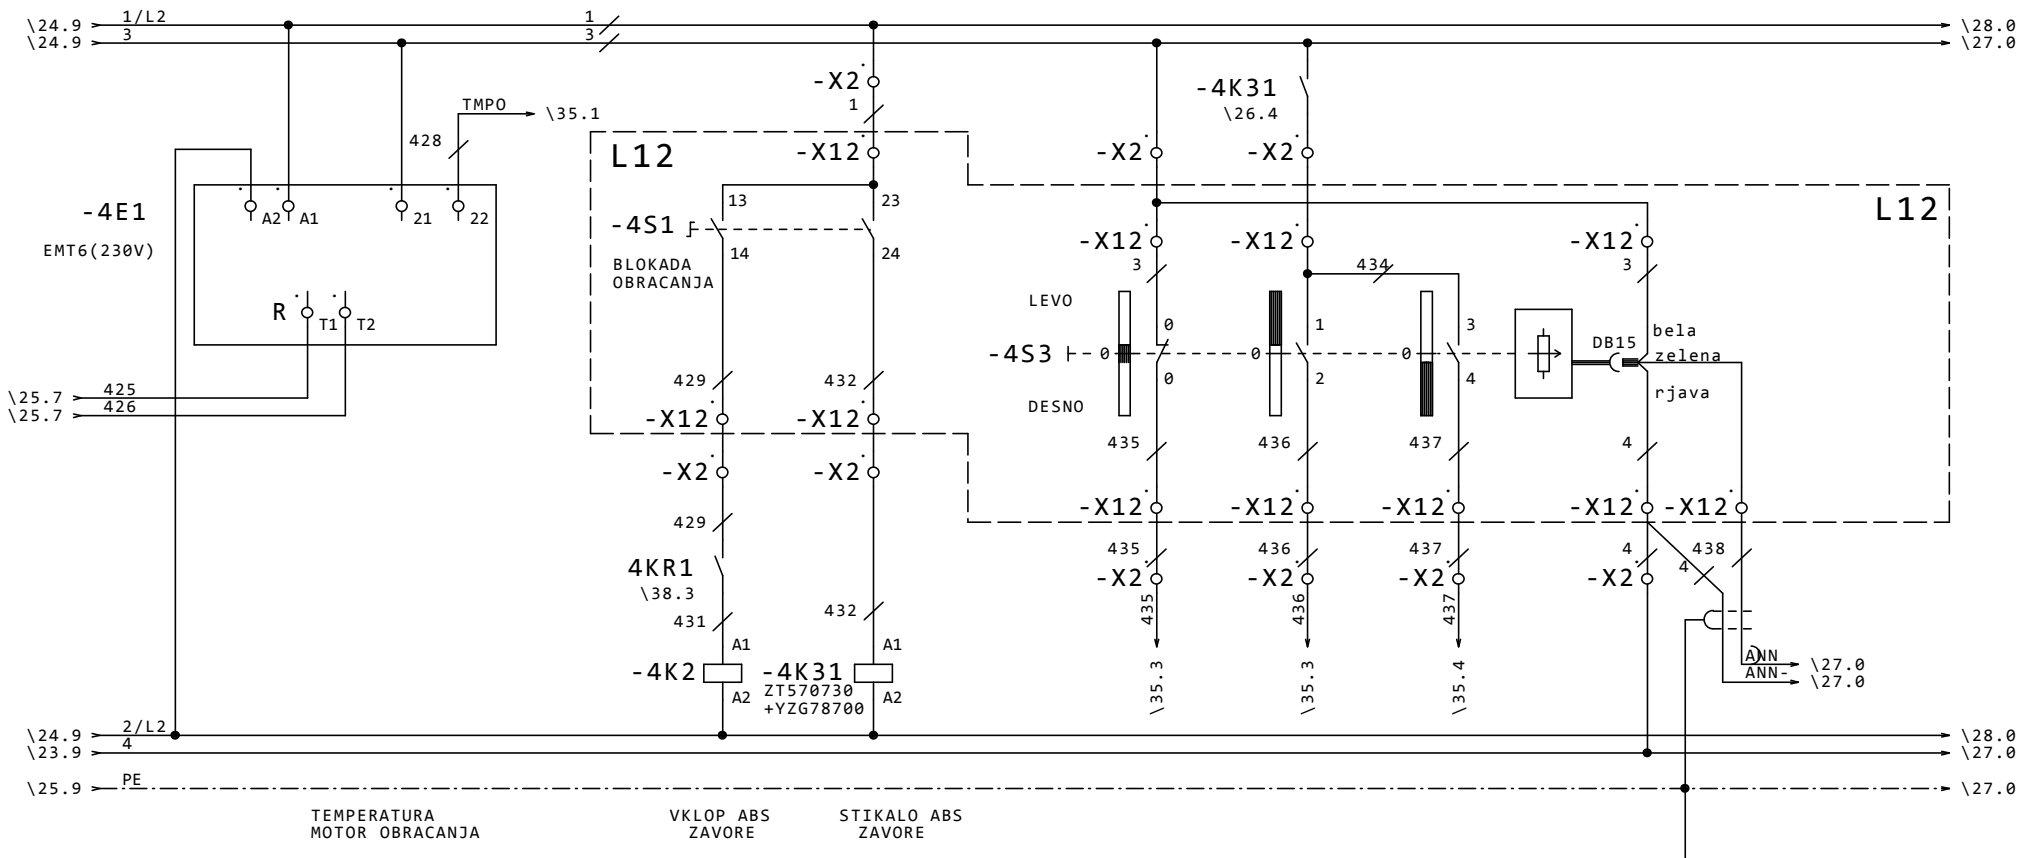 \24.9 1/L2 1 \28.0
\24.9 3 3 \27.0
-X2
-4K31
TMPO \35.1
1
\26.4
428
L12 -X12 -X2 -X2
-4E1
A2 A1 21 22
13 23
L12
-4S1
EMT6(230V)
14 24
-X12 -X12 -X12
BLOKADA
OBRACANJA
3 434 3
LEVO
R T1 T2
0 1 3
bela
-4S3 0 0 0 DB15 zelena
0 2 4
rjava
429 432
\25.7 425
\25.7 426
DESNO
-X12 -X12
435 436 437 4
-X2 -X2
-X12 -X12 -X12 -X12 -X12
429
435 436 437 4 438
4KR1
4
\38.3
-X2 -X2 -X2 -X2
435 436 437
431 432
A1 A1
-4K2 -4K31
ANN \27.0
ANN- \27.0
ZT570730
+YZG78700
A2 A2
\35.3 \35.3 \35.4
\24.9 2/L2 \28.0
\23.9 4 \27.0
\25.9 PE \27.0
TEMPERATURA
MOTOR OBRACANJA
VKLOP ABS
ZAVORE
STIKALO ABS
ZAVORE